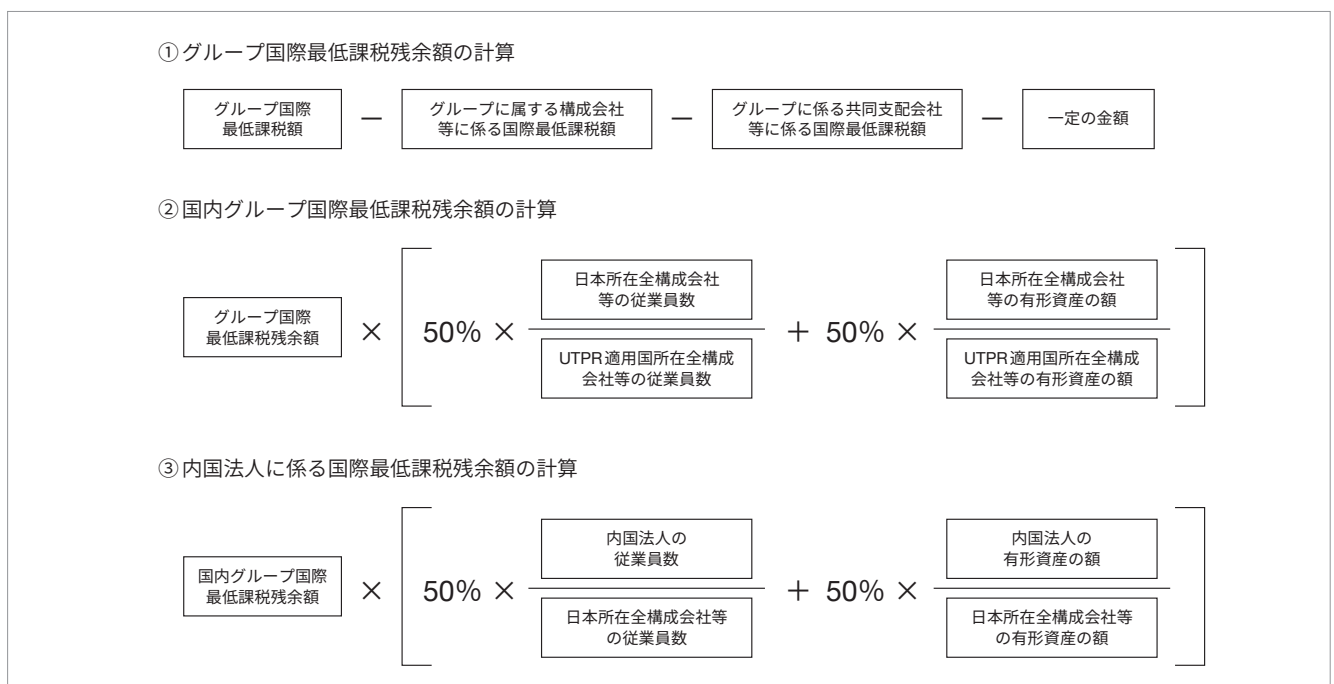 ①グループ国際最低課税残余額の計算
グループ国際
最低課税額
－
グループに属する構成会社
等に係る国際最低課税額
－
グループに係る共同支配会社
等に係る国際最低課税額
－
一定の金額
②国内グループ国際最低課税残余額の計算
グループ国際
最低課税残余額
×
50％ ×
日本所在全構成会社
等の従業員数
UTPR適用国所在全構成
会社等の従業員数
＋ 50％ ×
日本所在全構成会社
等の有形資産の額
UTPR適用国所在全構成
会社等の有形資産の額
③内国法人に係る国際最低課税残余額の計算
国内グループ国際
最低課税残余額
×
50％ ×
内国法人の
従業員数
日本所在全構成会社等
の従業員数
＋ 50％ ×
内国法人の
有形資産の額
日本所在全構成会社等
の有形資産の額